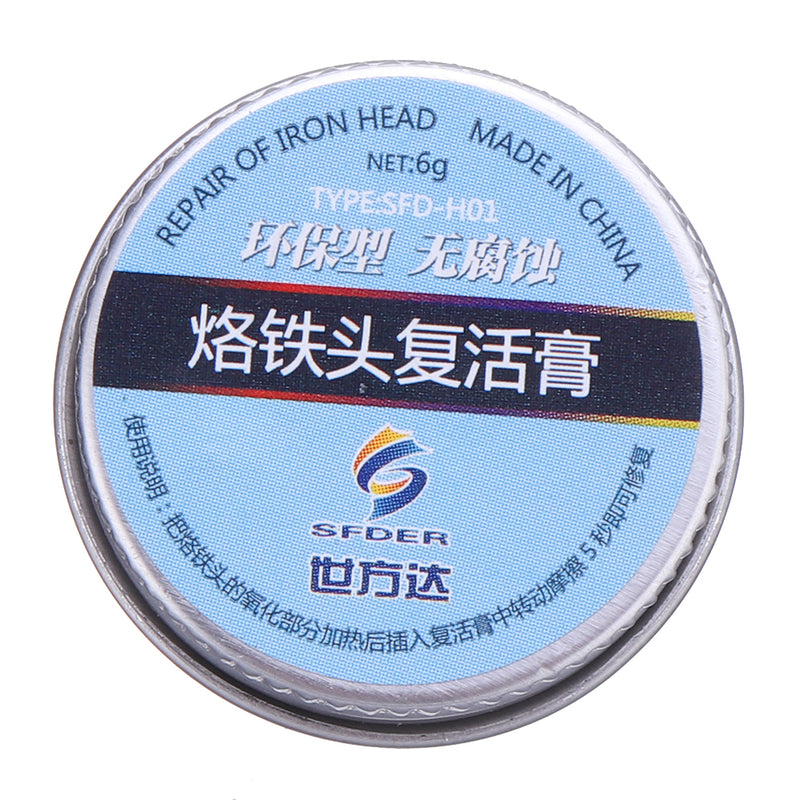 REPAIR OF IRON HEAD MADE IN CHINA
NET:6g
TYPE:SFD-H01
环保型 无腐蚀
烙铁头复活膏
SFDER
世方达
使用说明：把烙铁头的氧化部分加热后插入复活膏中转动摩擦 5 秒即可修复